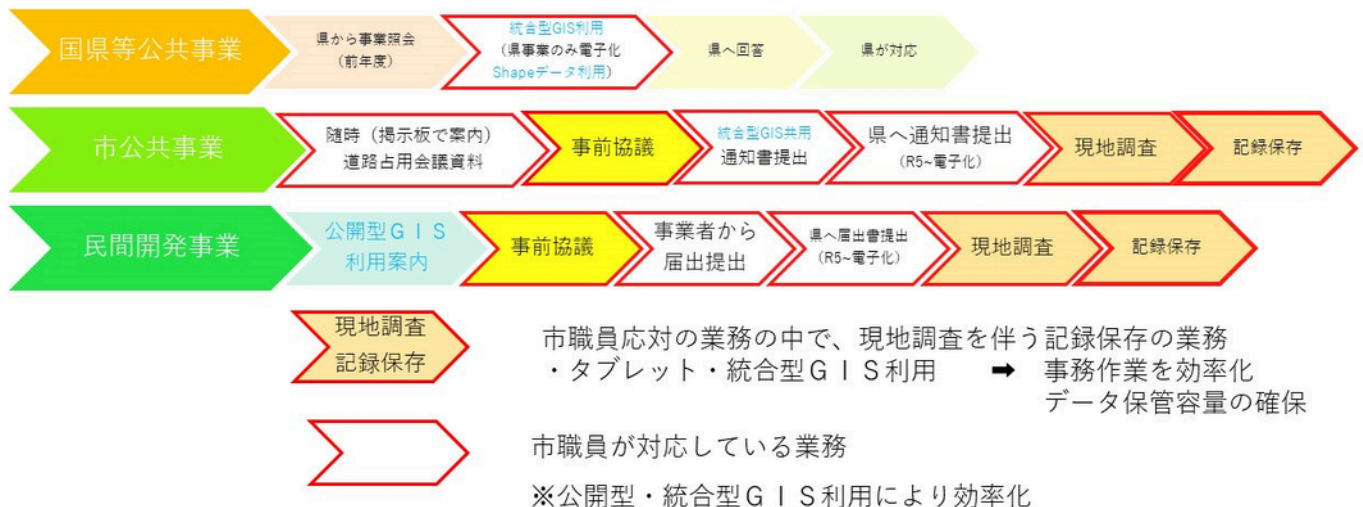 国県等公共事業
県から事業照会
(前年度)
統合型GIS利用
(県事業のみ電子化
Shapeデータ利用)
県へ回答
県が対応
市公共事業
随時（掲示板で案内）
道路占用会議資料
事前協議
統合型GIS共用
通知書提出
県へ通知書提出
(R5~電子化)
現地調査
記録保存
民間開発事業
公開型ＧＩＳ
利用案内
事前協議
事業者から
届出提出
県へ届出書提出
(R5~電子化)
現地調査
記録保存
現地調査
記録保存
市職員応対の業務の中で、現地調査を伴う記録保存の業務
・タブレット・統合型ＧＩＳ利用　➡　事務作業を効率化
データ保管容量の確保
市職員が対応している業務
※公開型・統合型ＧＩＳ利用により効率化